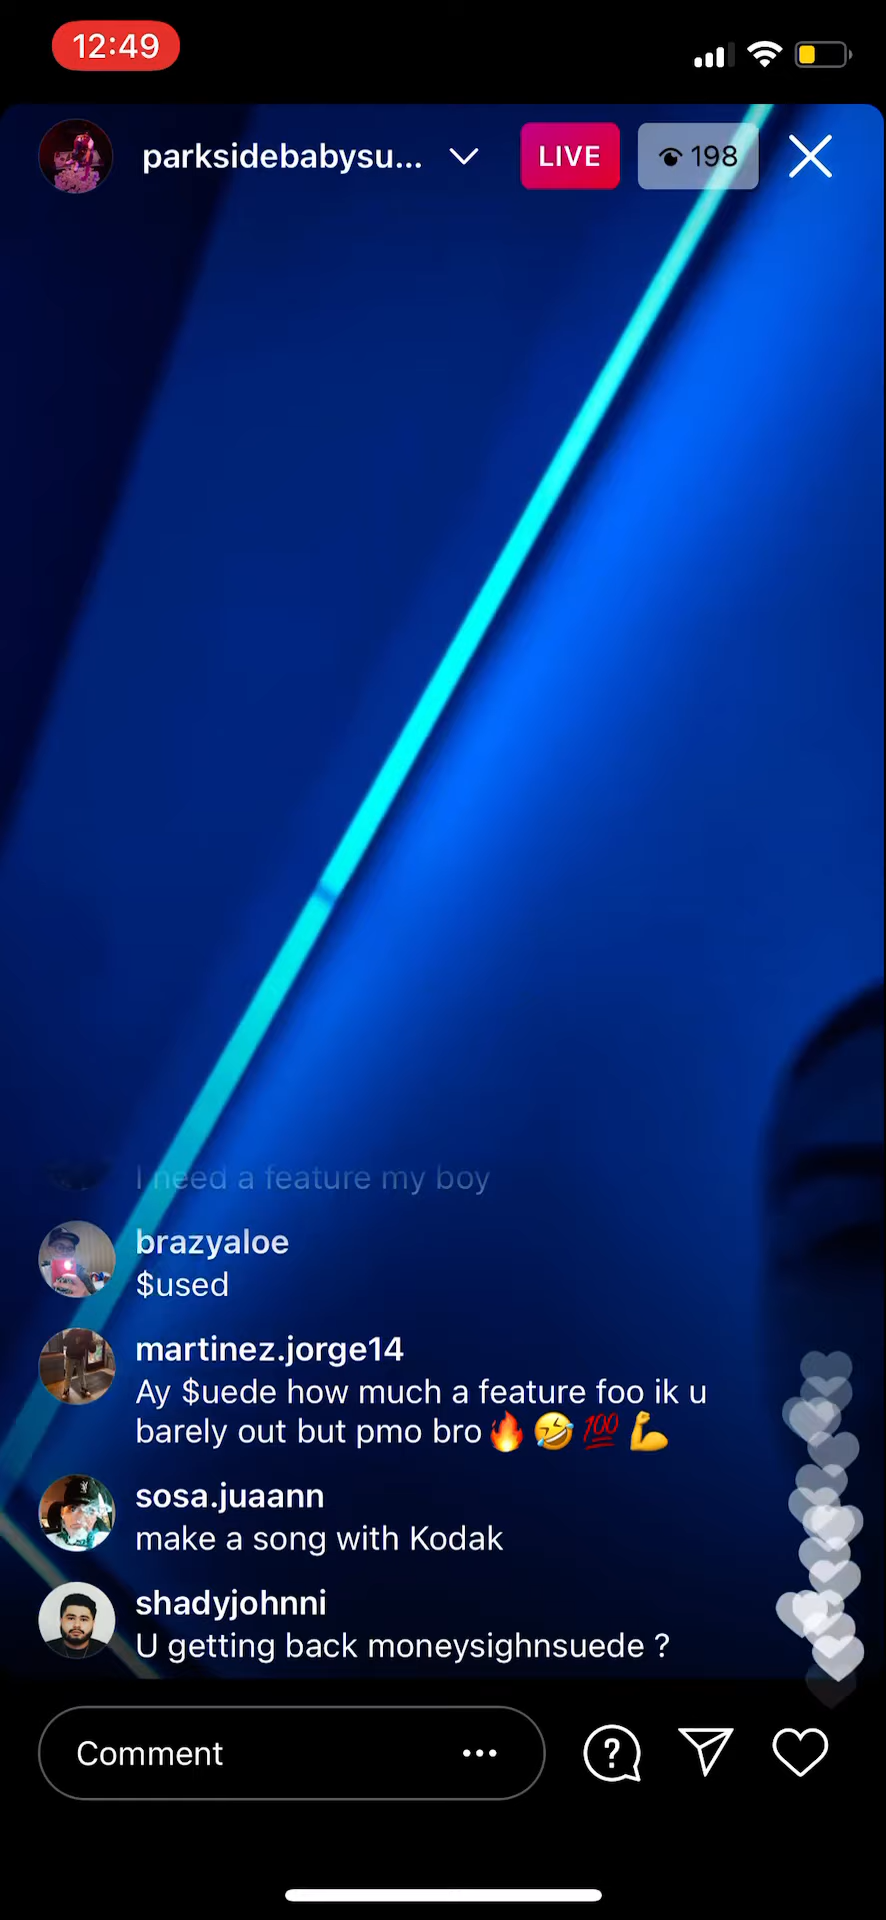 12:49
parksidebabysu...
LIVE
198
I need a feature my boy
brazyaloe
$used
martinez.jorge14
Ay $uede how much a feature foo ik u
barely out but pmo bro🔥🤣💯💪
sosa.juaann
make a song with Kodak
shadyjohnni
U getting back moneysighnsuede ?
Comment